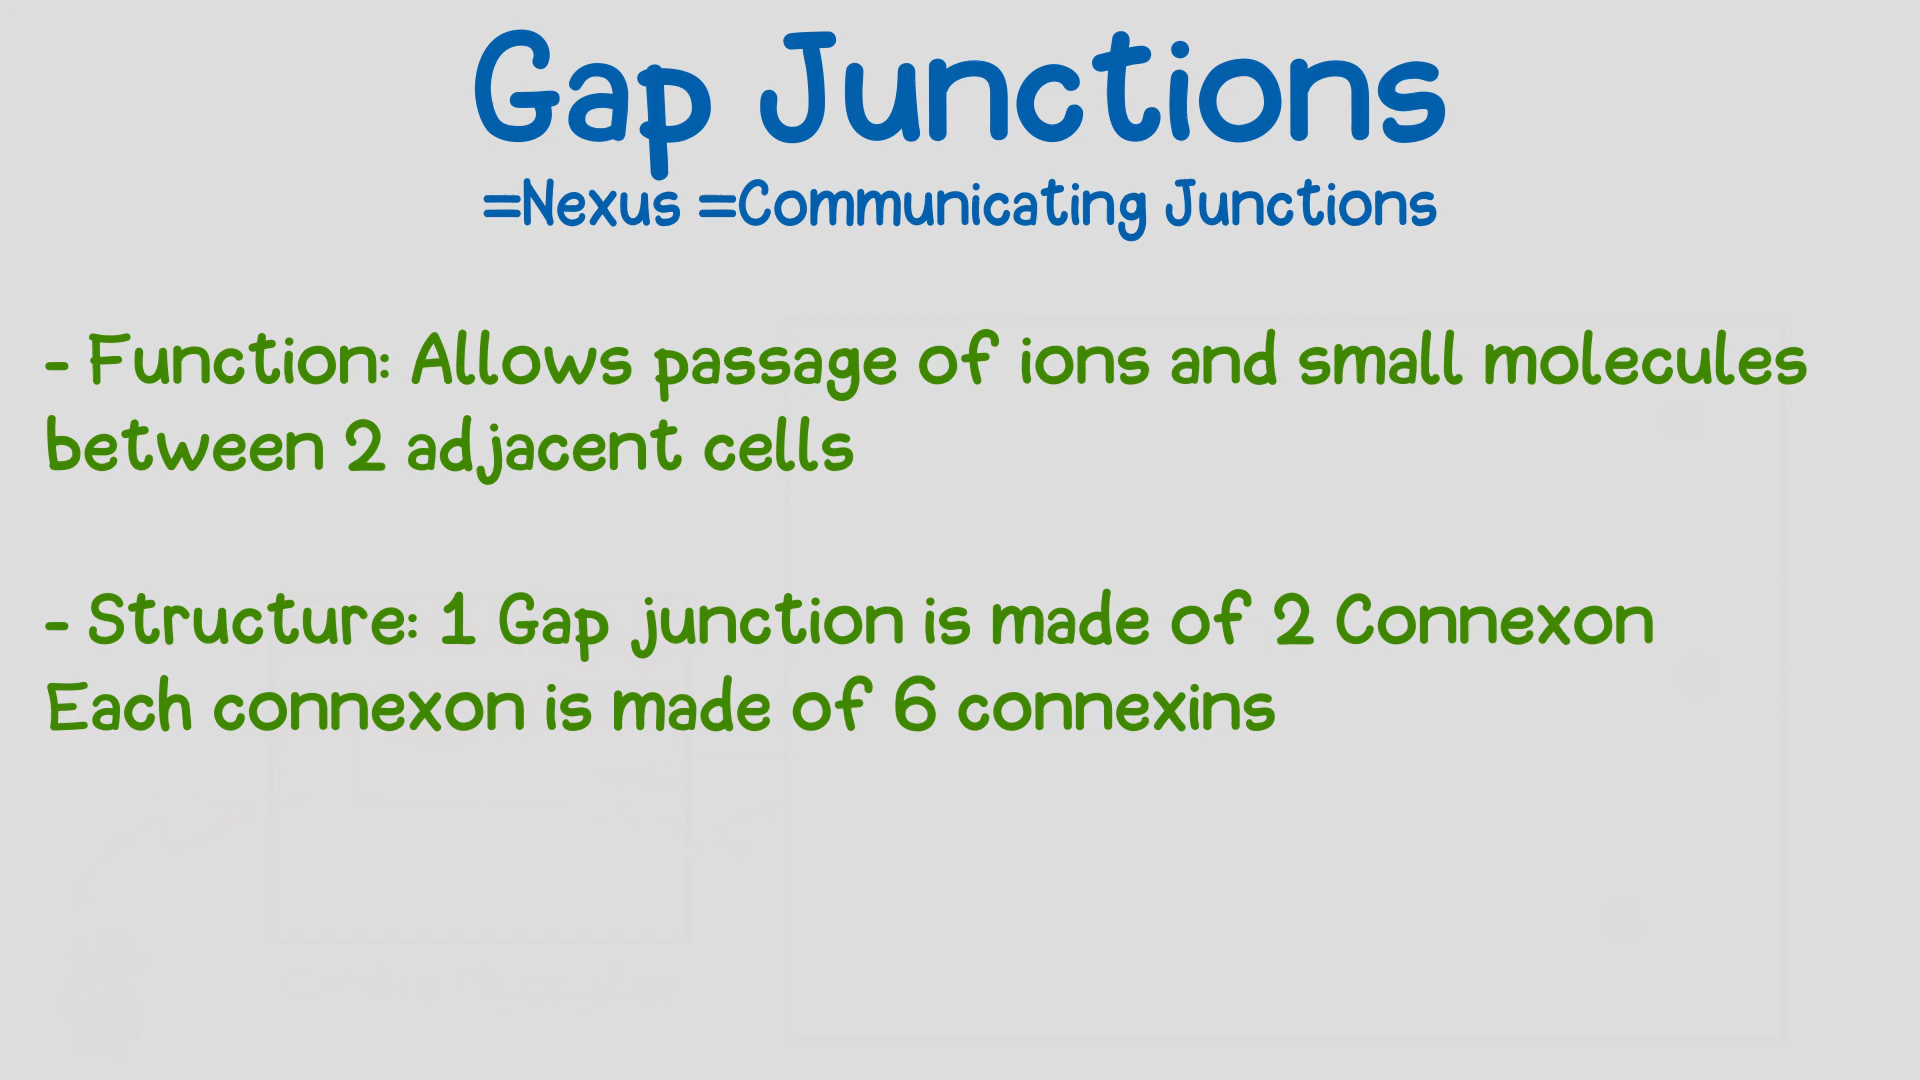 Gap Junctions
=Nexus =Communicating Junctions
- Function: Allows passage of ions and small molecules
between 2 adjacent cells
- Structure: 1 Gap junction is made of 2 Connexon
Each connexon is made of 6 connexins